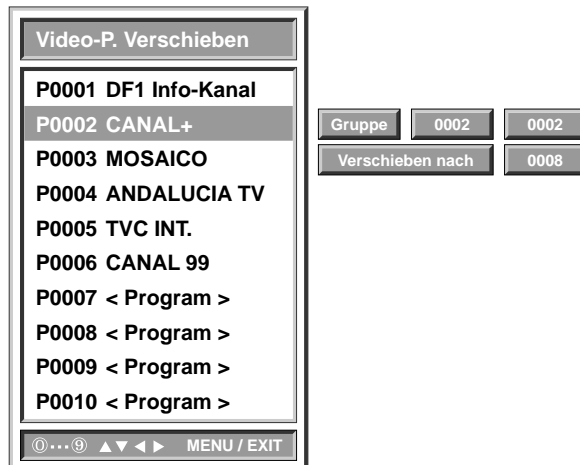 Video-P. Verschieben
P0001 DF1 Info-Kanal
P0002 CANAL+
P0003 MOSAICO
P0004 ANDALUCIA TV
P0005 TVC INT.
P0006 CANAL 99
P0007 < Program >
P0008 < Program >
P0009 < Program >
P0010 < Program >
⓪···⑨ ▲▼ ◀ ▶ MENU / EXIT
Gruppe 0002 0002
Verschieben nach 0008